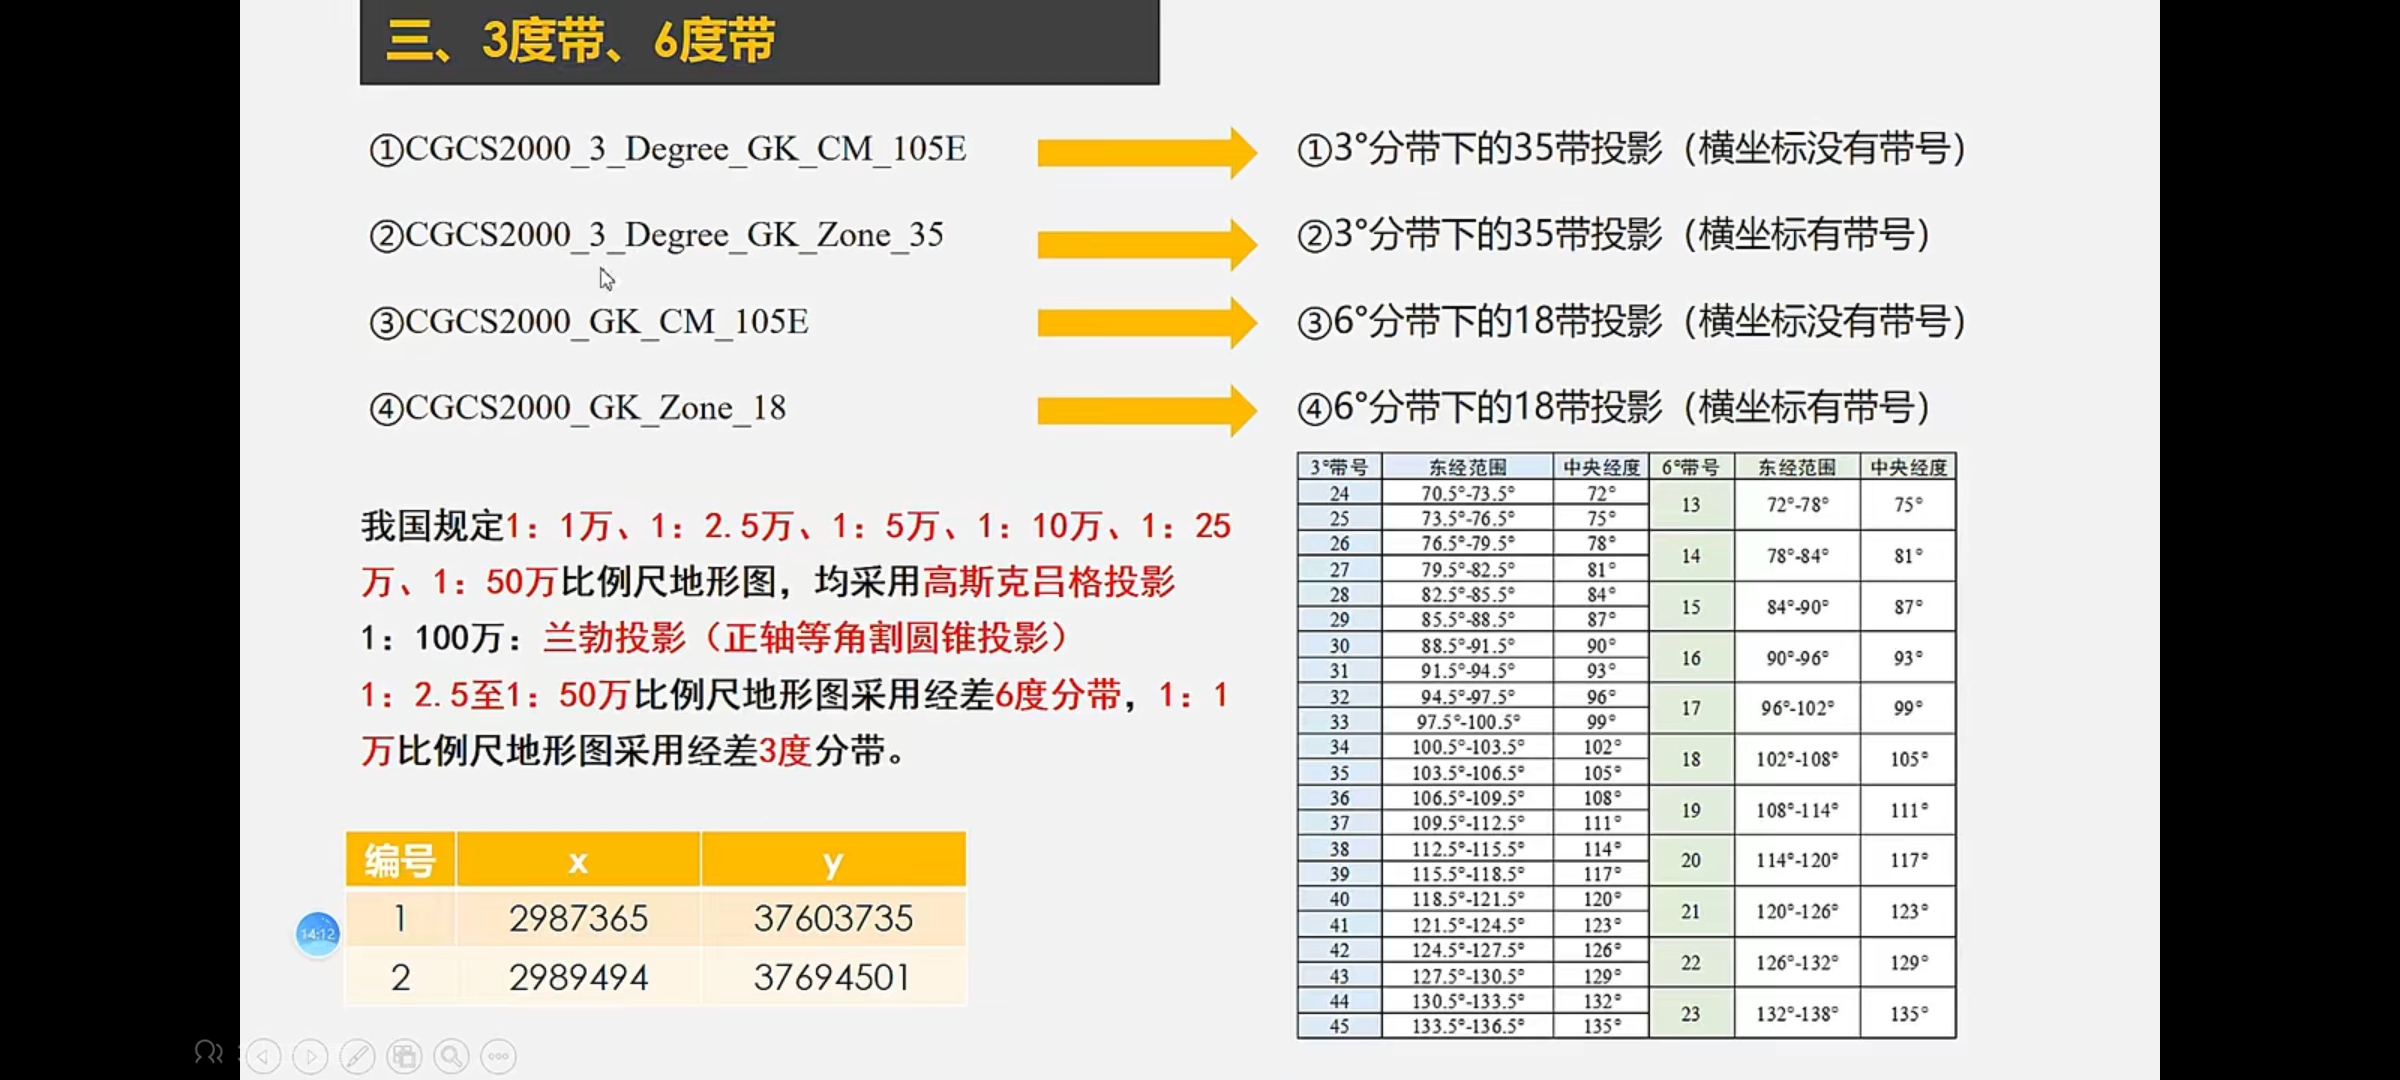 三、3度带、6度带
①CGCS2000_3_Degree_GK_CM_105E
①3°分带下的35带投影（横坐标没有带号）
②CGCS2000_3_Degree_GK_Zone_35
②3°分带下的35带投影（横坐标有带号）
③CGCS2000_GK_CM_105E
③6°分带下的18带投影（横坐标没有带号）
④CGCS2000_GK_Zone_18
④6°分带下的18带投影（横坐标有带号）
我国规定1：1万、1：2.5万、1：5万、1：10万、1：25
万、1：50万比例尺地形图，均采用高斯克吕格投影
1：100万：兰勃投影（正轴等角割圆锥投影）
1：2.5至1：50万比例尺地形图采用经差6度分带，1：1
万比例尺地形图采用经差3度分带。
编号 x y
1 2987365 37603735
2 2989494 37694501
14:12
3°带号 东经范围 中央经度 6°带号 东经范围 中央经度
24 70.5°-73.5° 72° 13 72°-78° 75°
25 73.5°-76.5° 75°
26 76.5°-79.5° 78° 14 78°-84° 81°
27 79.5°-82.5° 81°
28 82.5°-85.5° 84° 15 84°-90° 87°
29 85.5°-88.5° 87°
30 88.5°-91.5° 90° 16 90°-96° 93°
31 91.5°-94.5° 93°
32 94.5°-97.5° 96° 17 96°-102° 99°
33 97.5°-100.5° 99°
34 100.5°-103.5° 102° 18 102°-108° 105°
35 103.5°-106.5° 105°
36 106.5°-109.5° 108° 19 108°-114° 111°
37 109.5°-112.5° 111°
38 112.5°-115.5° 114° 20 114°-120° 117°
39 115.5°-118.5° 117°
40 118.5°-121.5° 120° 21 120°-126° 123°
41 121.5°-124.5° 123°
42 124.5°-127.5° 126° 22 126°-132° 129°
43 127.5°-130.5° 129°
44 130.5°-133.5° 132° 23 132°-138° 135°
45 133.5°-136.5° 135°